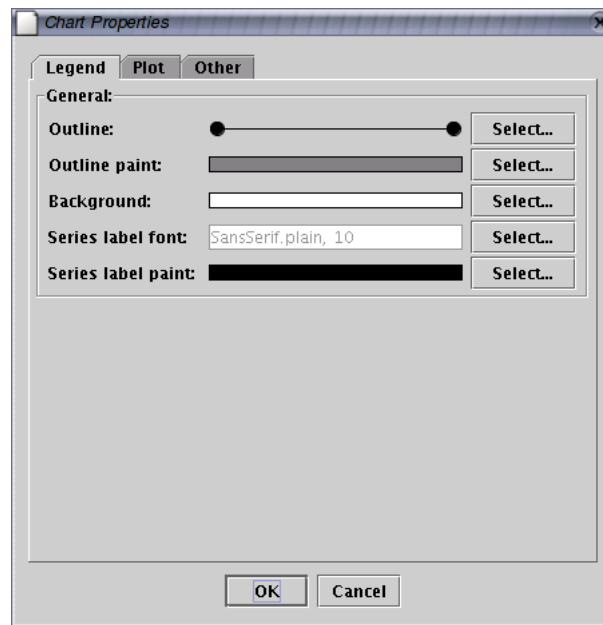 Chart Properties
Legend Plot Other
General:
Outline: Select...
Outline paint: Select...
Background: Select...
Series label font: SansSerif.plain, 10 Select...
Series label paint: Select...
OK Cancel